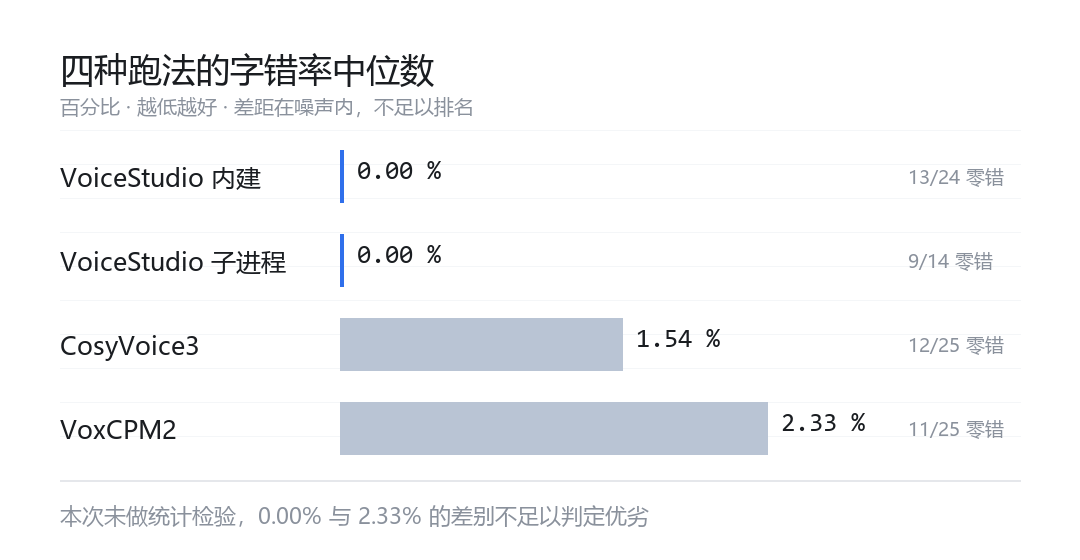 四种跑法的字错率中位数
百分比 · 越低越好 · 差距在噪声内，不足以排名
VoiceStudio 内建 0.00 % 13/24 零错
VoiceStudio 子进程 0.00 % 9/14 零错
CosyVoice3 1.54 % 12/25 零错
VoxCPM2 2.33 % 11/25 零错
本次未做统计检验，0.00% 与 2.33% 的差别不足以判定优劣